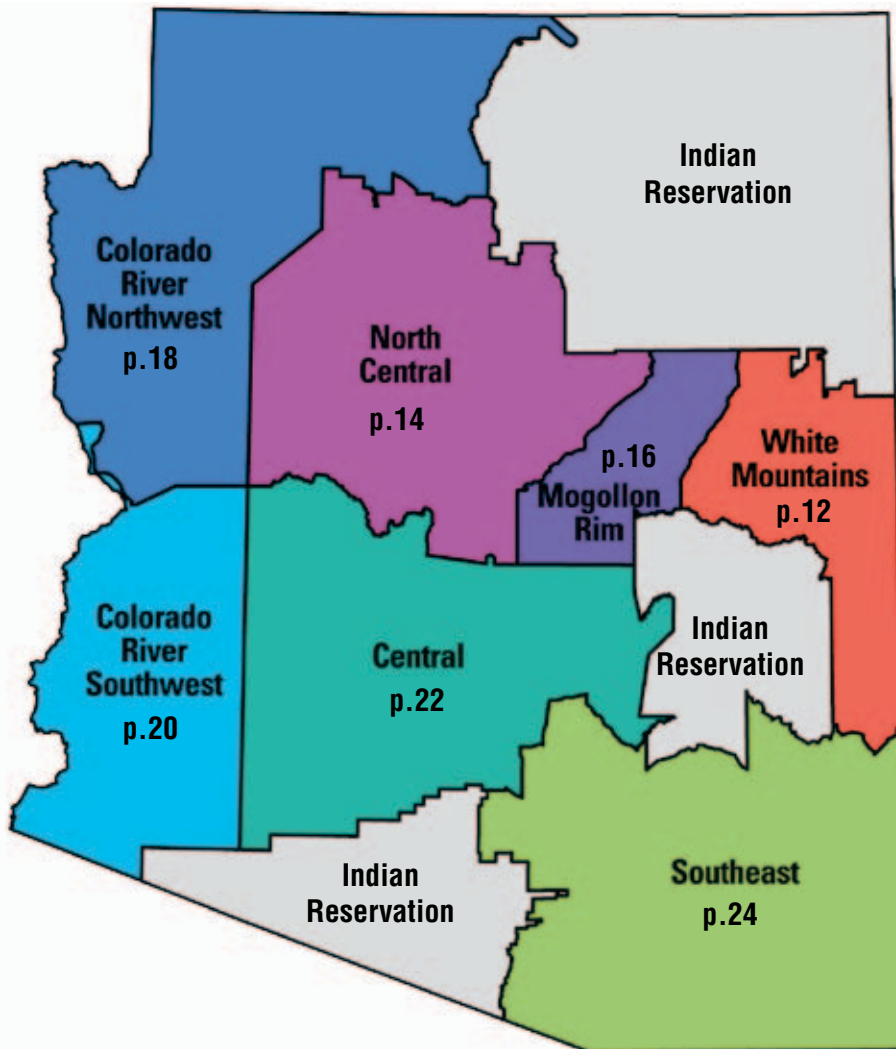 Indian
Reservation
Colorado
River
Northwest
p.18
North
Central
p.14
p.16
Mogollon
Rim
White
Mountains
p.12
Colorado
River
Southwest
p.20
Central
p.22
Indian
Reservation
Indian
Reservation
Southeast
p.24